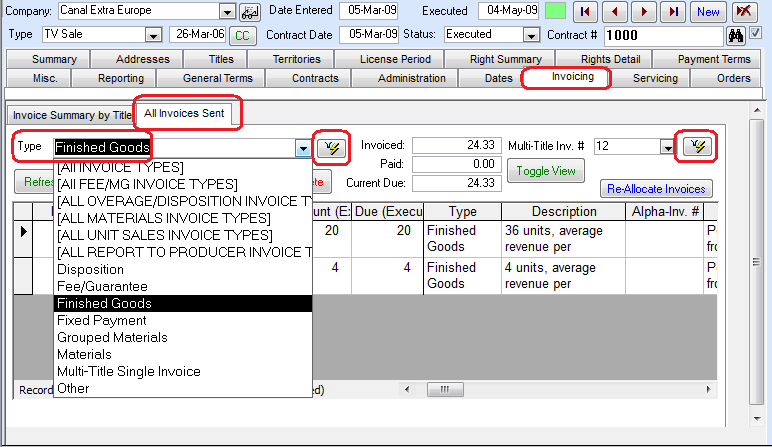 Company: Canal Extra Europe Date Entered 05-Mar-09 Executed 04-May-09 New
Type TV Sale 26-Mar-06 CC Contract Date 05-Mar-09 Status: Executed Contract # 1000
Summary Addresses Titles Territories License Period Right Summary Rights Detail Payment Terms
Misc. Reporting General Terms Contracts Administration Dates Invoicing Servicing Orders
Invoice Summary by Title All Invoices Sent
Type Finished Goods Invoiced: 24.33 Multi-Title Inv. # 12
[All INVOICE TYPES] Paid: 0.00 Toggle View
Refres [All FEE/MG INVOICE TYPES] Current Due: 24.33 Re-Allocate Invoices
[ALL OVERAGE/DISPOSITION INVOICE T
[ALL MATERIALS INVOICE TYPES] unt (E: Due (Execu Type Description Alpha-Inv. #
[ALL UNIT SALES INVOICE TYPES] 20 20 Finished 36 units, average
[ALL REPORT TO PRODUCER INVOICE T Goods revenue per fro
Disposition 4 4 Finished 4 units, average
Fee/Guarantee Goods revenue per fro
Finished Goods
Fixed Payment
Grouped Materials
Materials
Multi-Title Single Invoice
Other
Recor ed)